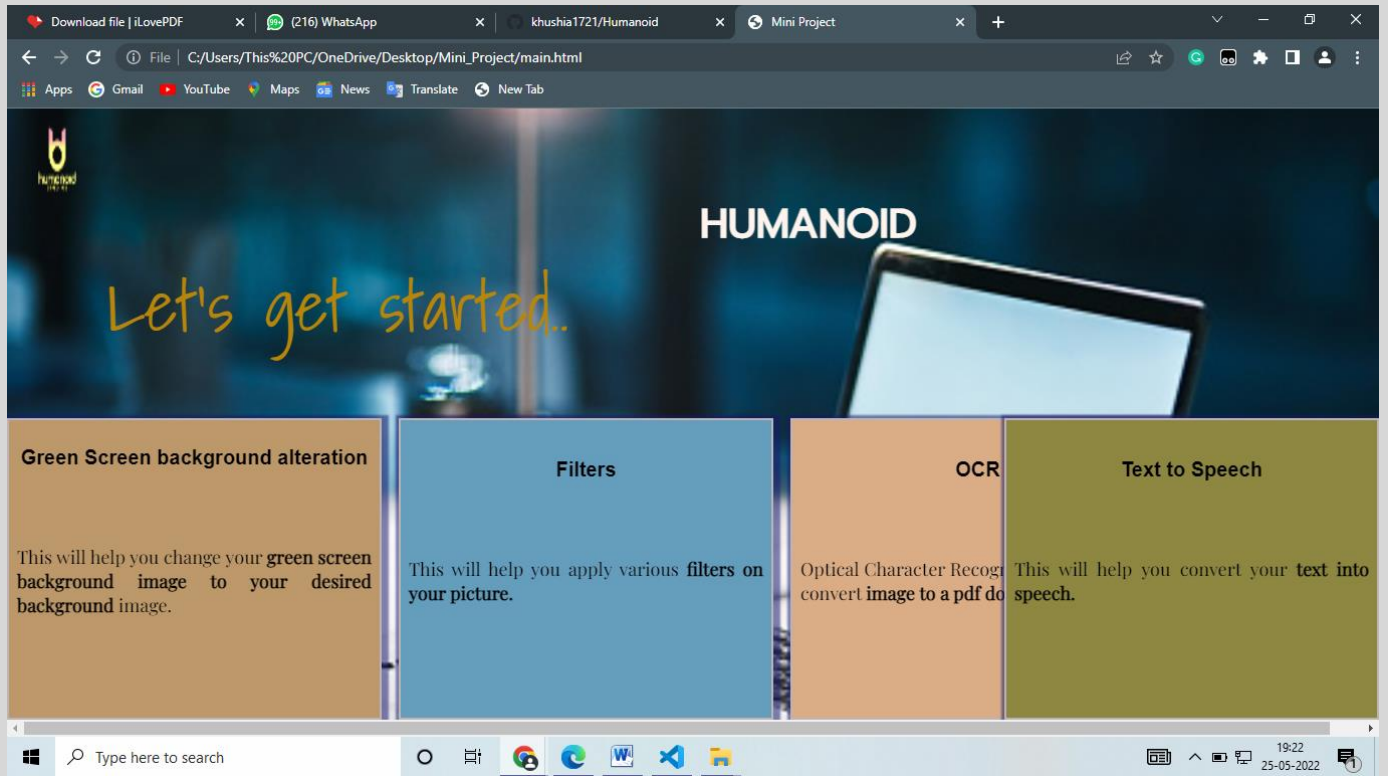 Download file | iLovePDF
(216) WhatsApp
khushia1721/Humanoid
Mini Project
File | C:/Users/This%20PC/OneDrive/Desktop/Mini_Project/main.html
Apps Gmail YouTube Maps News Translate New Tab
humanoid
HUMANOID
Let's get started..
Green Screen background alteration
This will help you change your green screen
background image to your desired
background image.
Filters
This will help you apply various filters on
your picture.
OCR
Optical Character Recogn
convert image to a pdf do
Text to Speech
This will help you convert your text into
speech.
Type here to search
19:22
25-05-2022
1